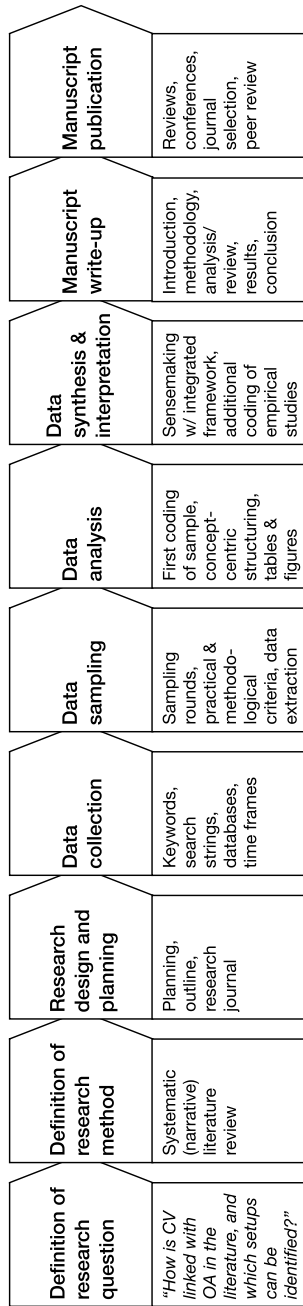 Definition of
research
question
"How is CV
linked with
OA in the
literature, and
which setups
can be
identified?"
Definition of
research
method
Systematic
(narrative)
literature
review
Research
design and
planning
Planning,
outline,
research
journal
Data
collection
Keywords,
search
strings,
databases,
time frames
Data
sampling
Sampling
rounds,
practical &
methodo-
logical
criteria, data
extraction
Data
analysis
First coding
of sample,
concept-
centric
structuring,
tables &
figures
Data
synthesis &
interpretation
Sensemaking
w/ integrated
framework,
additional
coding of
empirical
studies
Manuscript
write-up
Introduction,
methodology,
analysis/
review,
results,
conclusion
Manuscript
publication
Reviews,
conferences,
journal
selection,
peer review